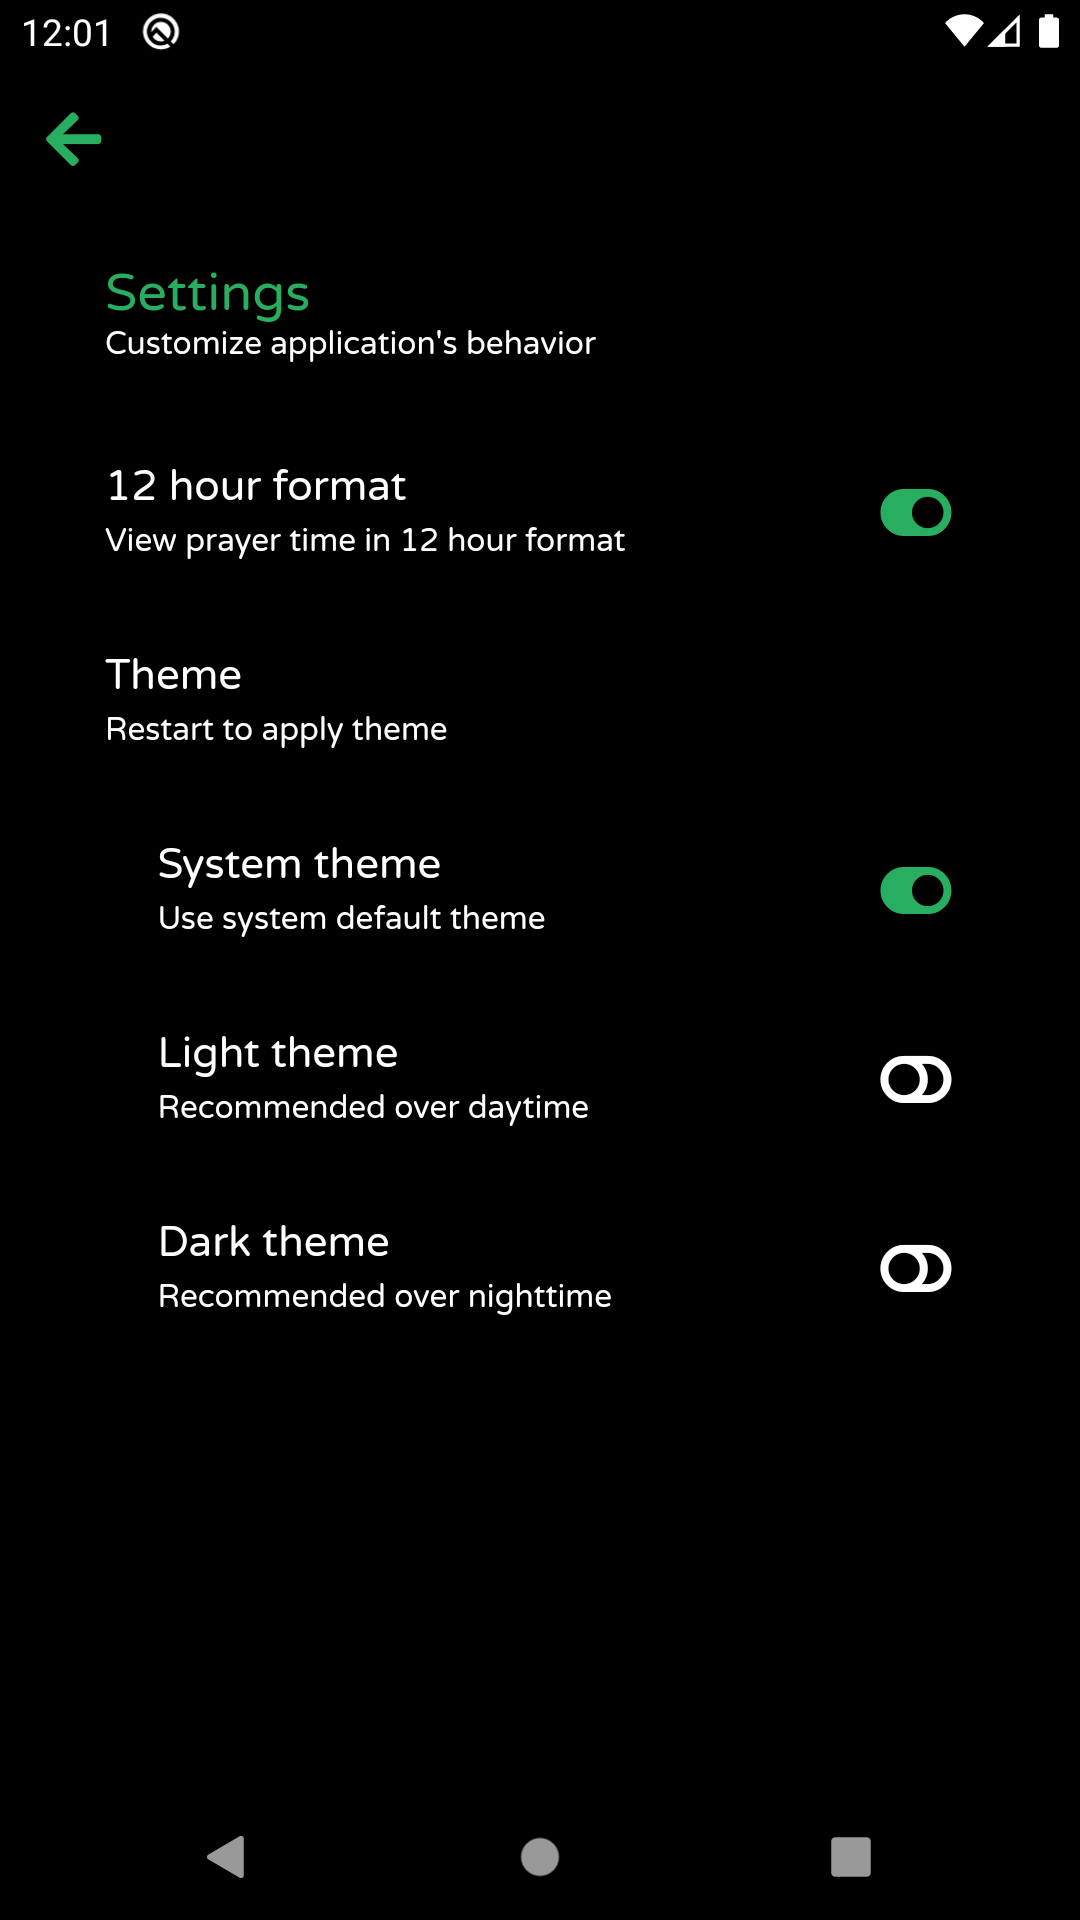 12:01
Settings
Customize application's behavior
12 hour format
View prayer time in 12 hour format
Theme
Restart to apply theme
System theme
Use system default theme
Light theme
Recommended over daytime
Dark theme
Recommended over nighttime